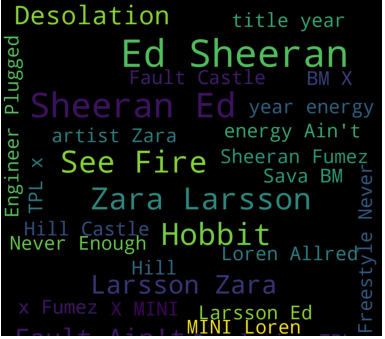 Desolation
title year
Ed Sheeran
Fault Castle
BM X
Engineer Plugged
Sheeran Ed
year energy
artist Zara
energy Ain't
See Fire
Sheeran Fumez
Sava BM
TPL x
Zara Larsson
Hill Castle
Hobbit
Never Enough
Loren Allred
Hill
Freestyle Never
Larsson Zara
x Fumez
X MINI
Larsson Ed
MINI Loren
Fault Ain't